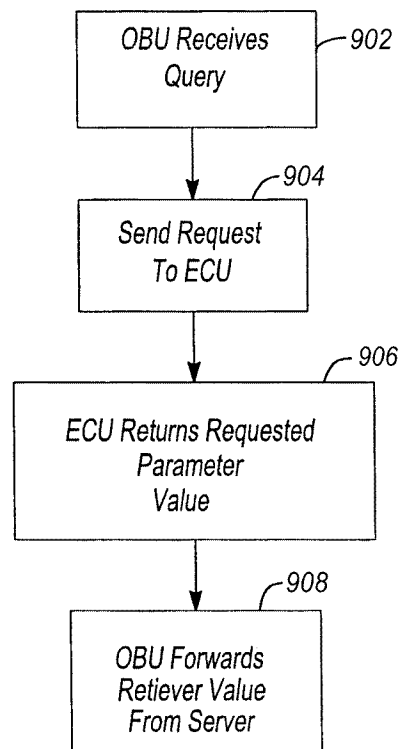 OBU Receives
Query
902
904
Send Request
To ECU
906
ECU Returns Requested
Parameter
Value
908
OBU Forwards
Retiever Value
From Server